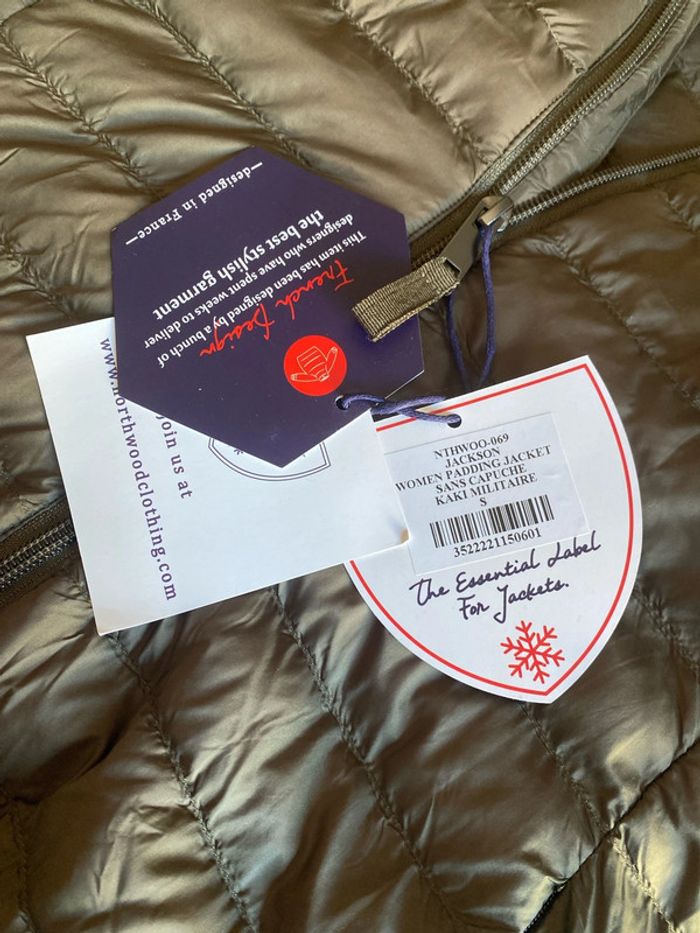 —designed in France—
French Design
This item has been designed by a bunch of
designers who have spent weeks to deliver
the best stylish garment
join us at
www.northwoodclothing.com
NTHWOO-069
JACKSON
WOMEN PADDING JACKET
SANS CAPUCHE
KAKI MILITAIRE
S
3522221150601
The Essential Label
For Jackets.